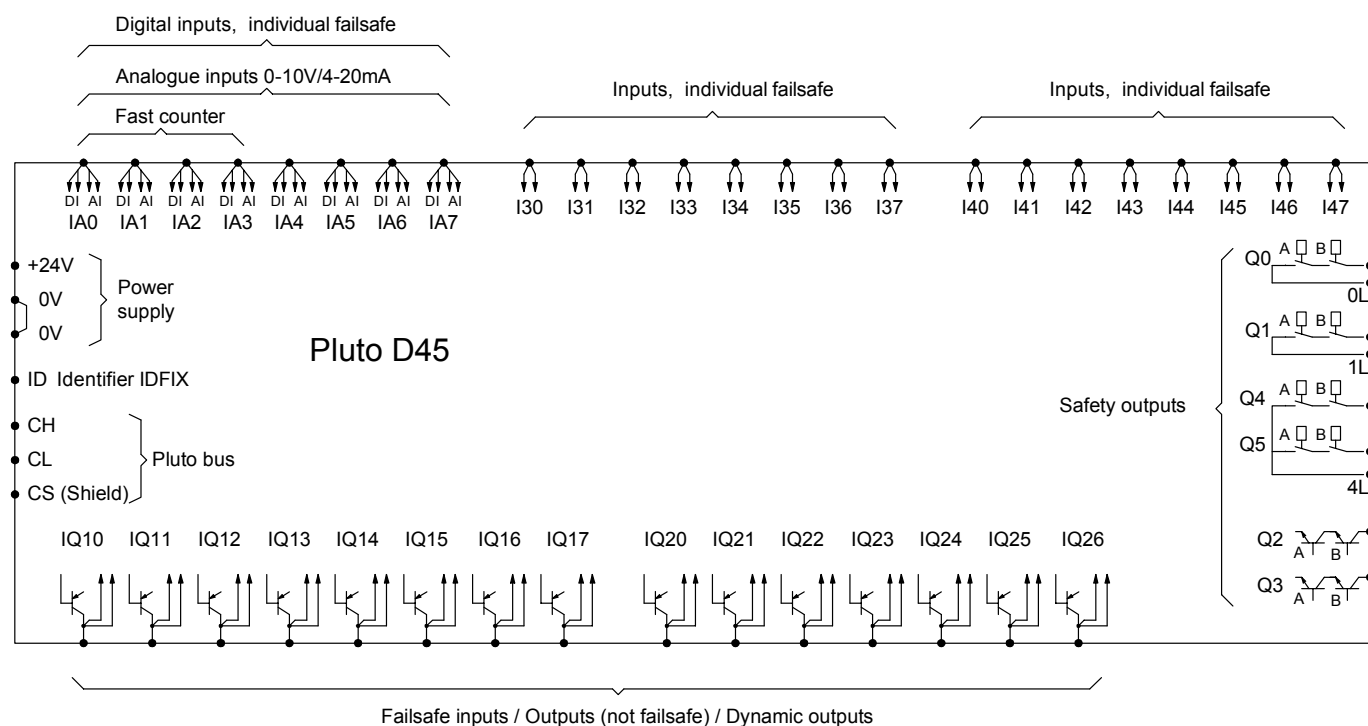 Digital inputs, individual failsafe
Analogue inputs 0-10V/4-20mA
Fast counter
Inputs, individual failsafe
Inputs, individual failsafe
DI AI DI AI DI AI DI AI DI AI DI AI DI AI DI AI
IA0 IA1 IA2 IA3 IA4 IA5 IA6 IA7
I30 I31 I32 I33 I34 I35 I36 I37
I40 I41 I42 I43 I44 I45 I46 I47
+24V
0V
0V
Power
supply
Pluto D45
ID Identifier IDFIX
CH
CL
CS (Shield)
Pluto bus
Safety outputs
Q0 A B
0L
Q1 A B
1L
Q4 A B
Q5 A B
4L
Q2 A B
Q3 A B
IQ10 IQ11 IQ12 IQ13 IQ14 IQ15 IQ16 IQ17
IQ20 IQ21 IQ22 IQ23 IQ24 IQ25 IQ26
Failsafe inputs / Outputs (not failsafe) / Dynamic outputs